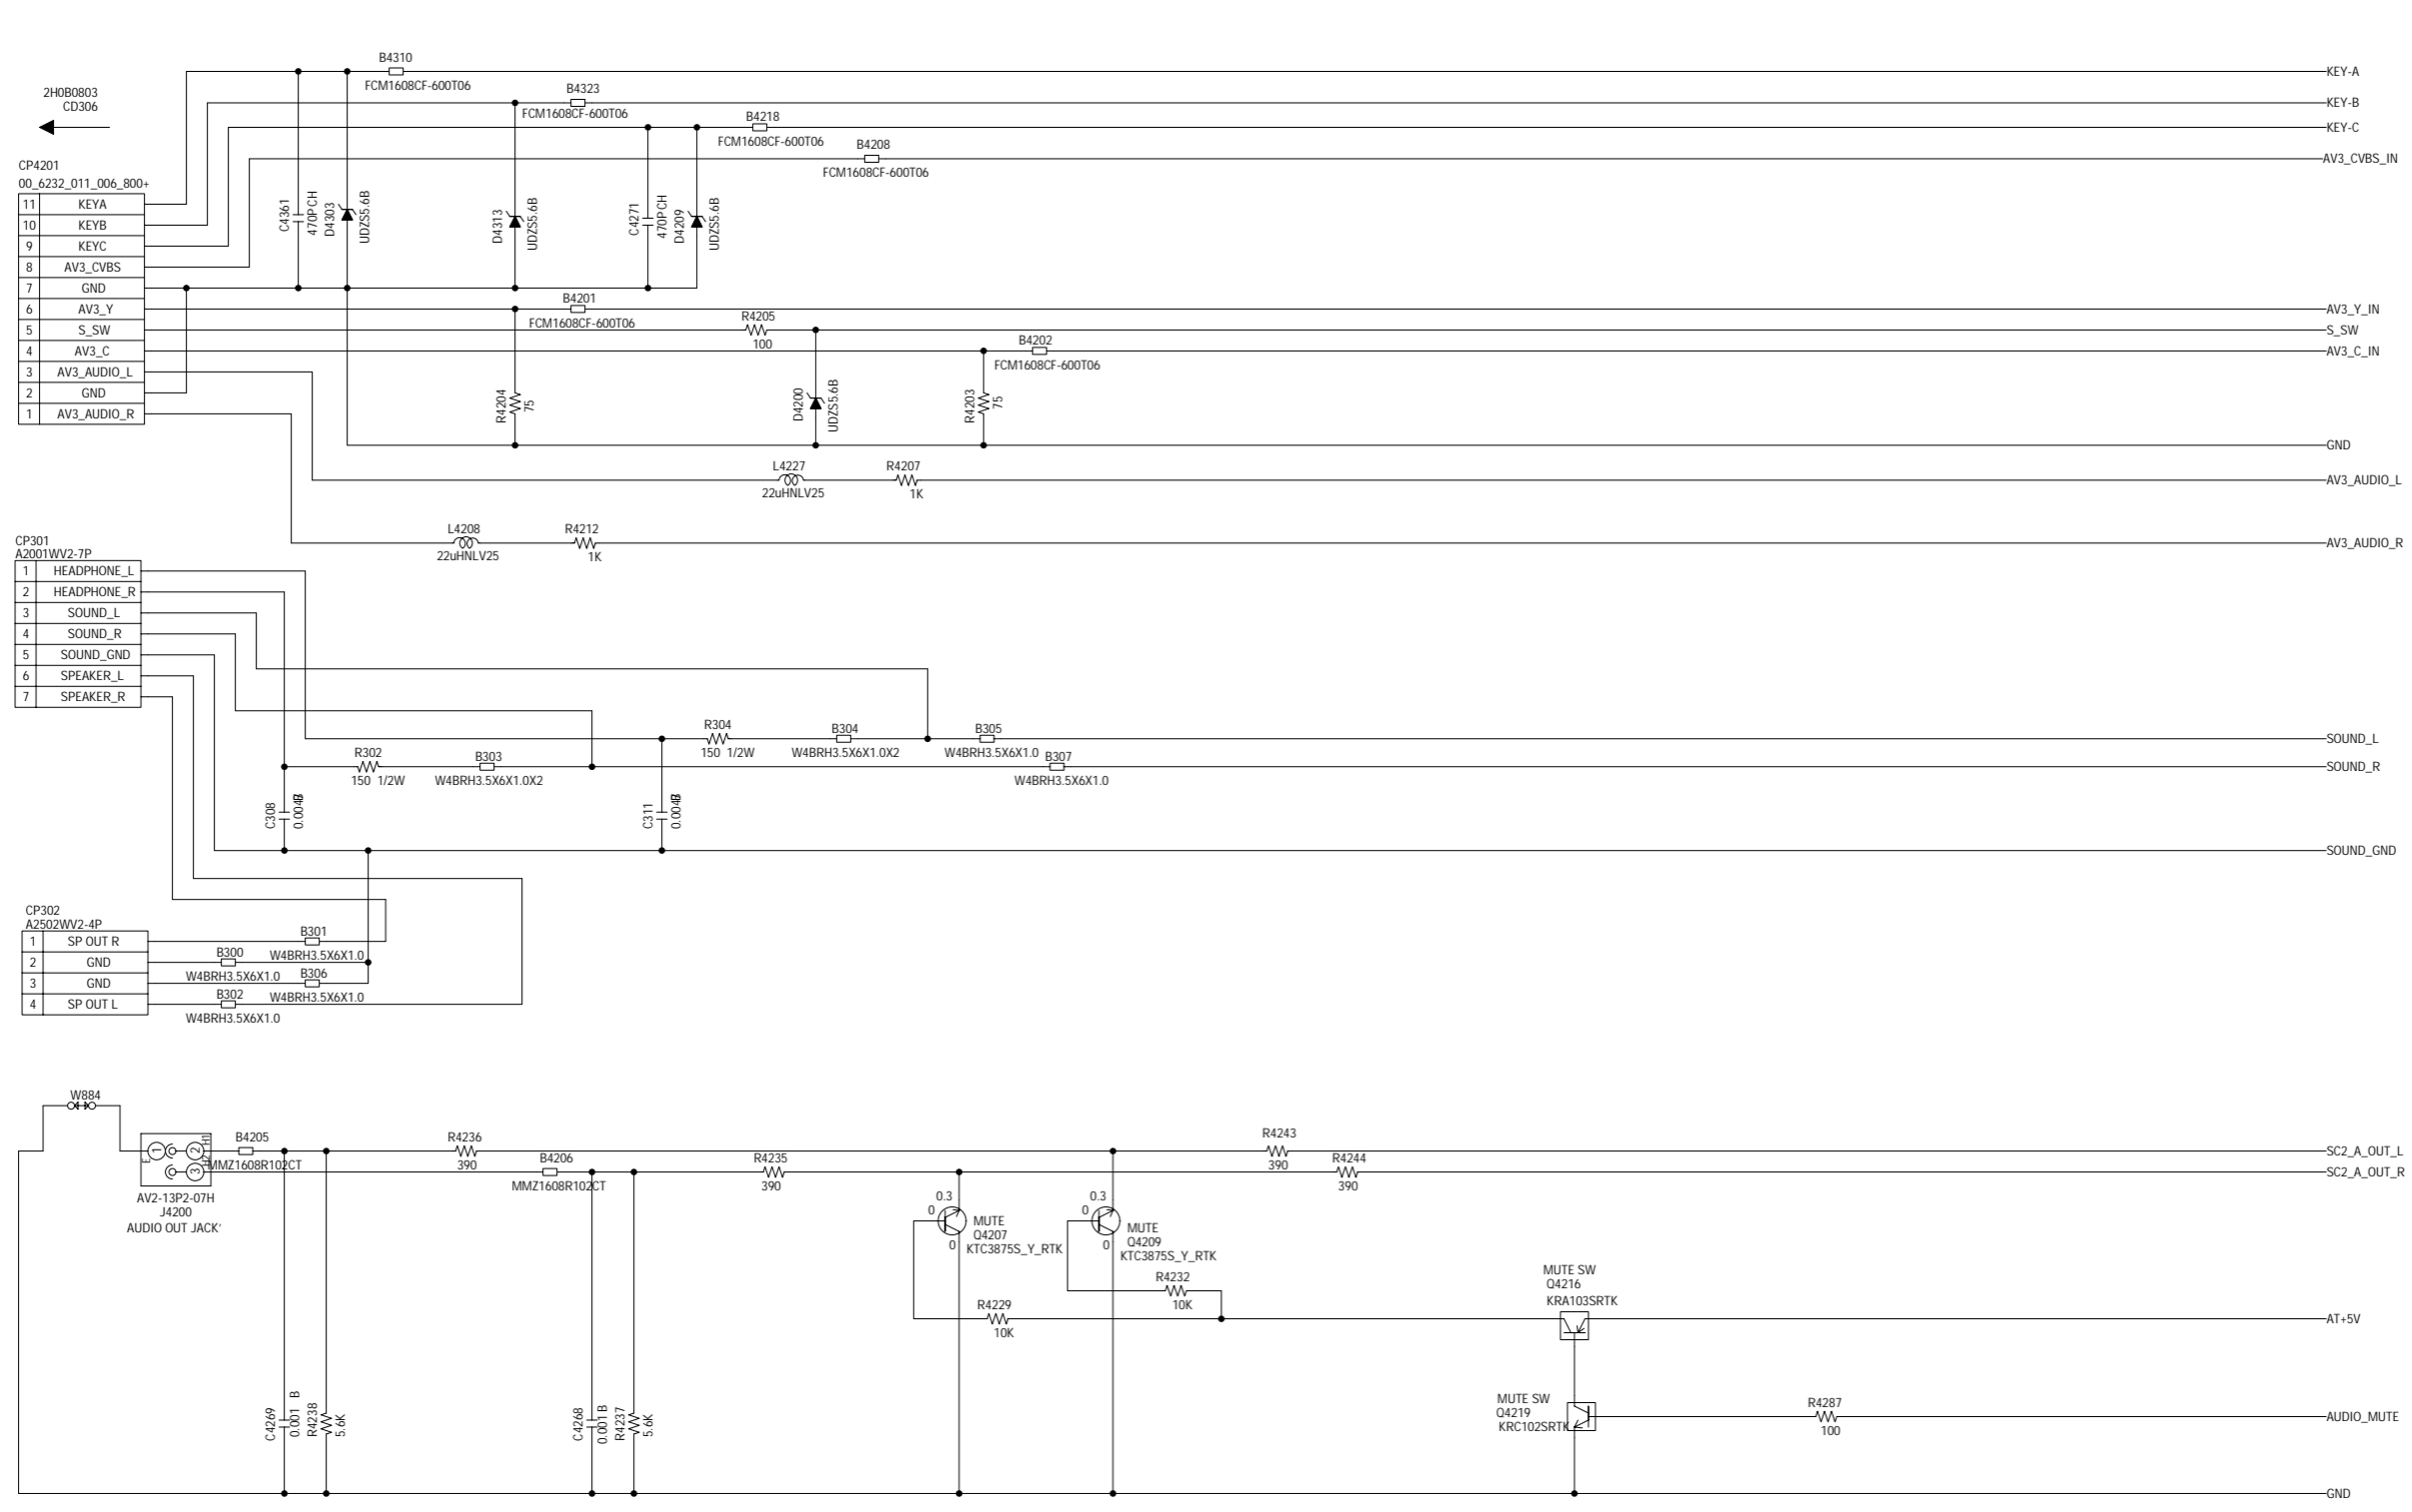 B4310
FCM1608CF-600T06
KEY-A
2H0B0803
CD306
B4323
FCM1608CF-600T06
KEY-B
B4218
FCM1608CF-600T06
KEY-C
B4208
FCM1608CF-600T06
AV3_CVBS_IN
CP4201
00_6232_011_006_800+
11 KEYA
10 KEYB
9 KEYC
8 AV3_CVBS
7 GND
6 AV3_Y
5 S_SW
4 AV3_C
3 AV3_AUDIO_L
2 GND
1 AV3_AUDIO_R
C4361
470P CH
D4303
UDZS5.6B
D4313
UDZS5.6B
C4271
470P CH
D4209
UDZS5.6B
B4201
FCM1608CF-600T06
AV3_Y_IN
R4205
100
S_SW
B4202
FCM1608CF-600T06
AV3_C_IN
R4204
75
D4200
UDZS5.6B
R4203
75
GND
L4227
22uHNLV25
R4207
1K
AV3_AUDIO_L
L4208
22uHNLV25
R4212
1K
AV3_AUDIO_R
CP301
A2001WV2-7P
1 HEADPHONE_L
2 HEADPHONE_R
3 SOUND_L
4 SOUND_R
5 SOUND_GND
6 SPEAKER_L
7 SPEAKER_R
R304
150 1/2W
B304
W4BRH3.5X6X1.0X2
B305
W4BRH3.5X6X1.0
SOUND_L
R302
150 1/2W
B303
W4BRH3.5X6X1.0X2
B307
W4BRH3.5X6X1.0
SOUND_R
C308
C311
SOUND_GND
CP302
A2502WV2-4P
1 SP OUT R
2 GND
3 GND
4 SP OUT L
B301
W4BRH3.5X6X1.0
B300
W4BRH3.5X6X1.0
B306
W4BRH3.5X6X1.0
B302
W4BRH3.5X6X1.0
W884
1
2
3
E
H1
H2
AV2-13P2-07H
J4200
AUDIO OUT JACK'
B4205
MMZ1608R102CT
R4236
390
B4206
MMZ1608R102CT
R4235
390
R4243
390
SC2_A_OUT_L
R4244
390
SC2_A_OUT_R
0.3
0
0
MUTE
Q4207
KTC3875S_Y_RTK
0.3
0
0
MUTE
Q4209
KTC3875S_Y_RTK
R4232
10K
R4229
10K
MUTE SW
Q4216
KRA103SRTK
AT+5V
MUTE SW
Q4219
KRC102SRTK
R4287
100
AUDIO_MUTE
C4269
0.001 B
R4238
5.6K
C4268
0.001 B
R4237
5.6K
GND